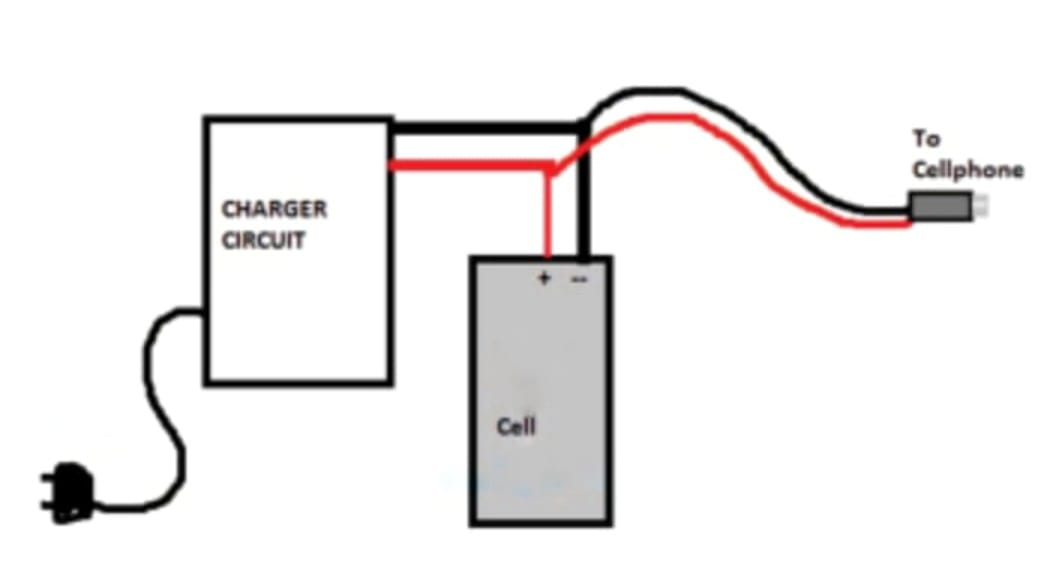 To
Cellphone
CHARGER
CIRCUIT
+ --
Cell